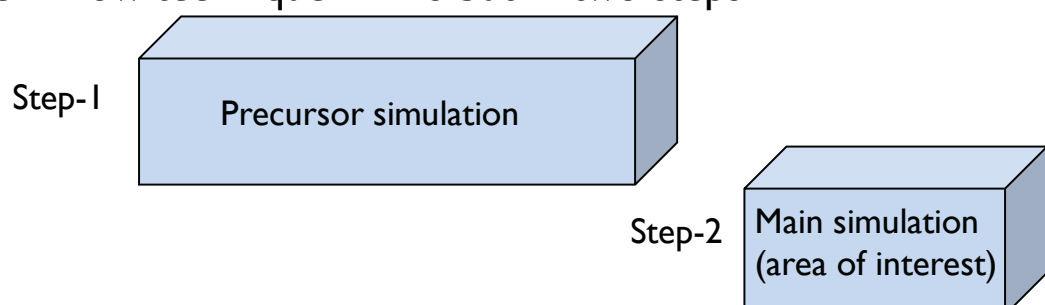 Step-1
Precursor simulation
Step-2
Main simulation
(area of interest)